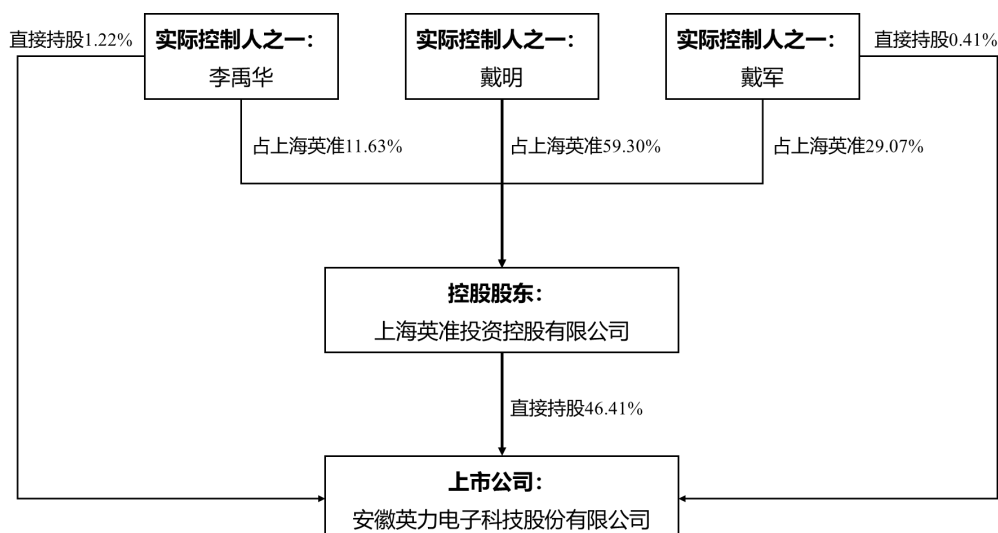 直接持股1.22%
实际控制人之一：
李禹华
实际控制人之一：
戴明
实际控制人之一：
戴军
直接持股0.41%
占上海英准11.63%
占上海英准59.30%
占上海英准29.07%
控股股东：
上海英准投资控股有限公司
直接持股46.41%
上市公司：
安徽英力电子科技股份有限公司